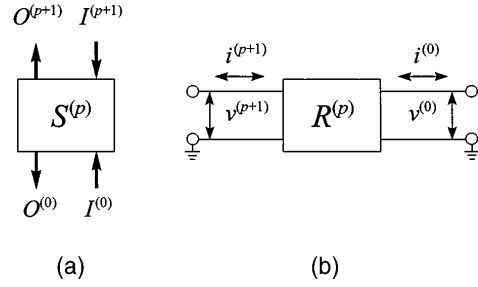 O^(p+1) I^(p+1)
i^(p+1) i^(0)
S^(p) v^(p+1) R^(p) v^(0)
O^(0) I^(0)
(a) (b)